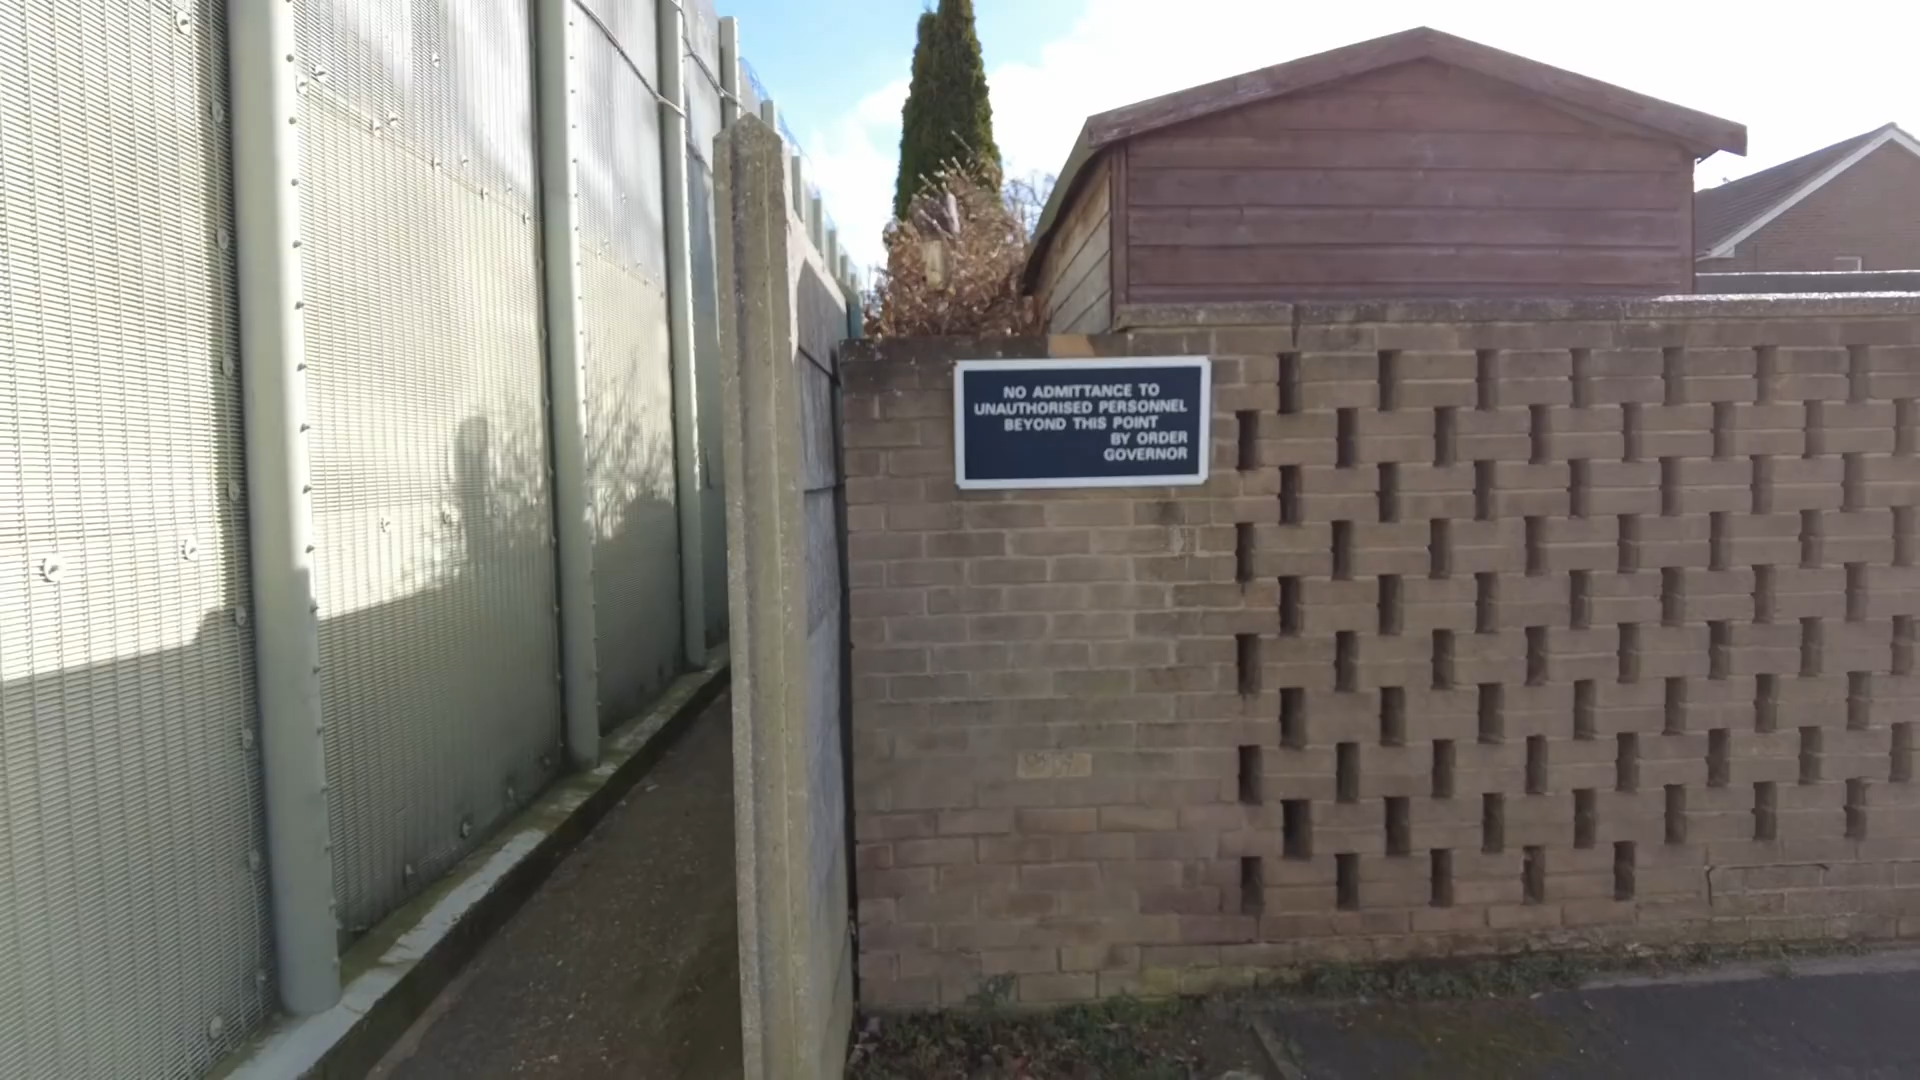 NO ADMITTANCE TO
UNAUTHORISED PERSONNEL
BEYOND THIS POINT
BY ORDER
GOVERNOR